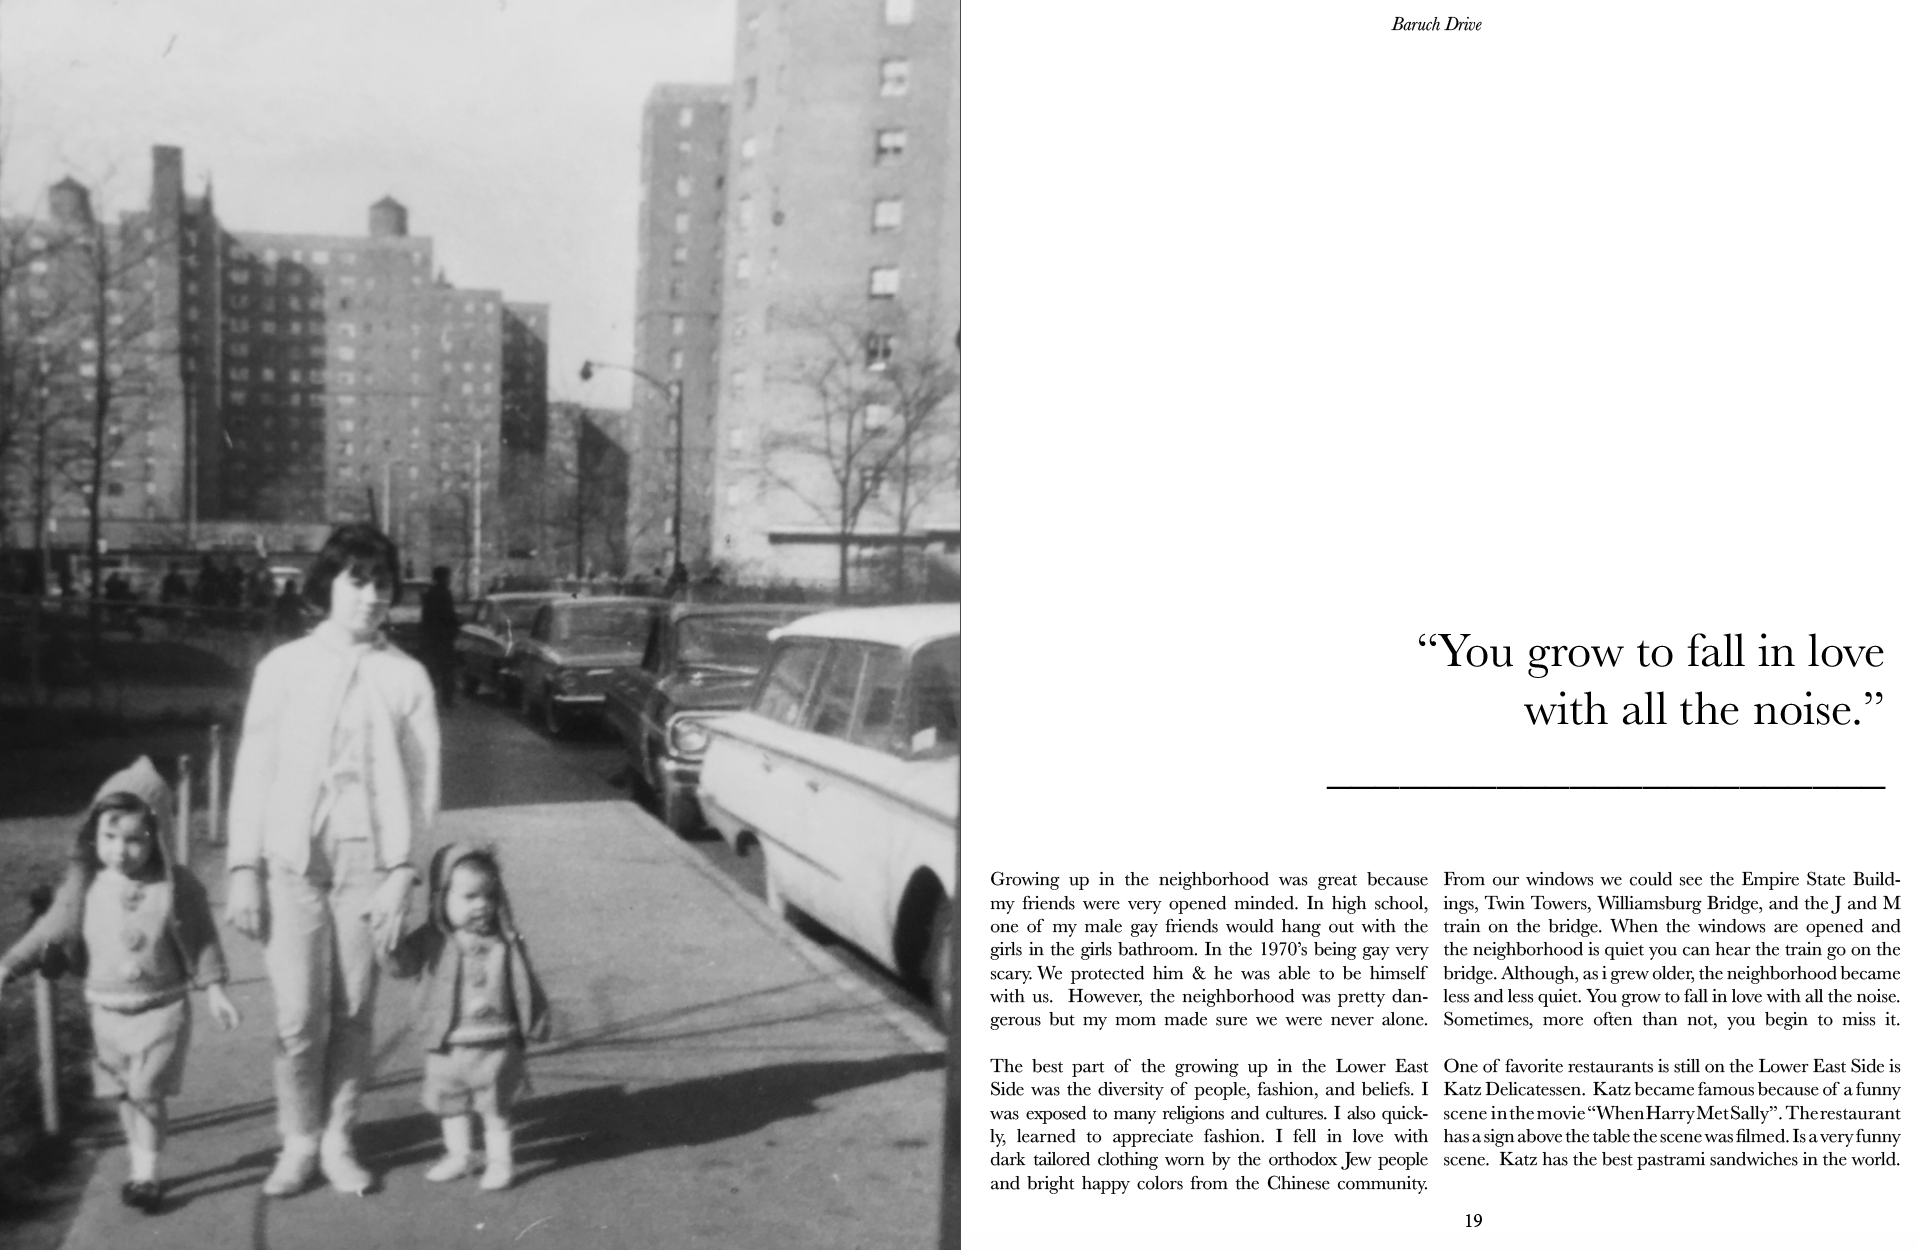 Baruch Drive
“You grow to fall in love
with all the noise.”
Growing up in the neighborhood was great because
my friends were very opened minded. In high school,
one of my male gay friends would hang out with the
girls in the girls bathroom. In the 1970’s being gay very
scary. We protected him & he was able to be himself
with us.  However, the neighborhood was pretty dan-
gerous but my mom made sure we were never alone.
The best part of the growing up in the Lower East
Side was the diversity of people, fashion, and beliefs. I
was exposed to many religions and cultures. I also quick-
ly, learned to appreciate fashion. I fell in love with
dark tailored clothing worn by the orthodox Jew people
and bright happy colors from the Chinese community.
From our windows we could see the Empire State Build-
ings, Twin Towers, Williamsburg Bridge, and the J and M
train on the bridge. When the windows are opened and
the neighborhood is quiet you can hear the train go on the
bridge. Although, as i grew older, the neighborhood became
less and less quiet. You grow to fall in love with all the noise.
Sometimes, more often than not, you begin to miss it.
One of favorite restaurants is still on the Lower East Side is
Katz Delicatessen.  Katz became famous because of a funny
scene in the movie “When Harry Met Sally”. The restaurant
has a sign above the table the scene was filmed. Is a very funny
scene.  Katz has the best pastrami sandwiches in the world.
19